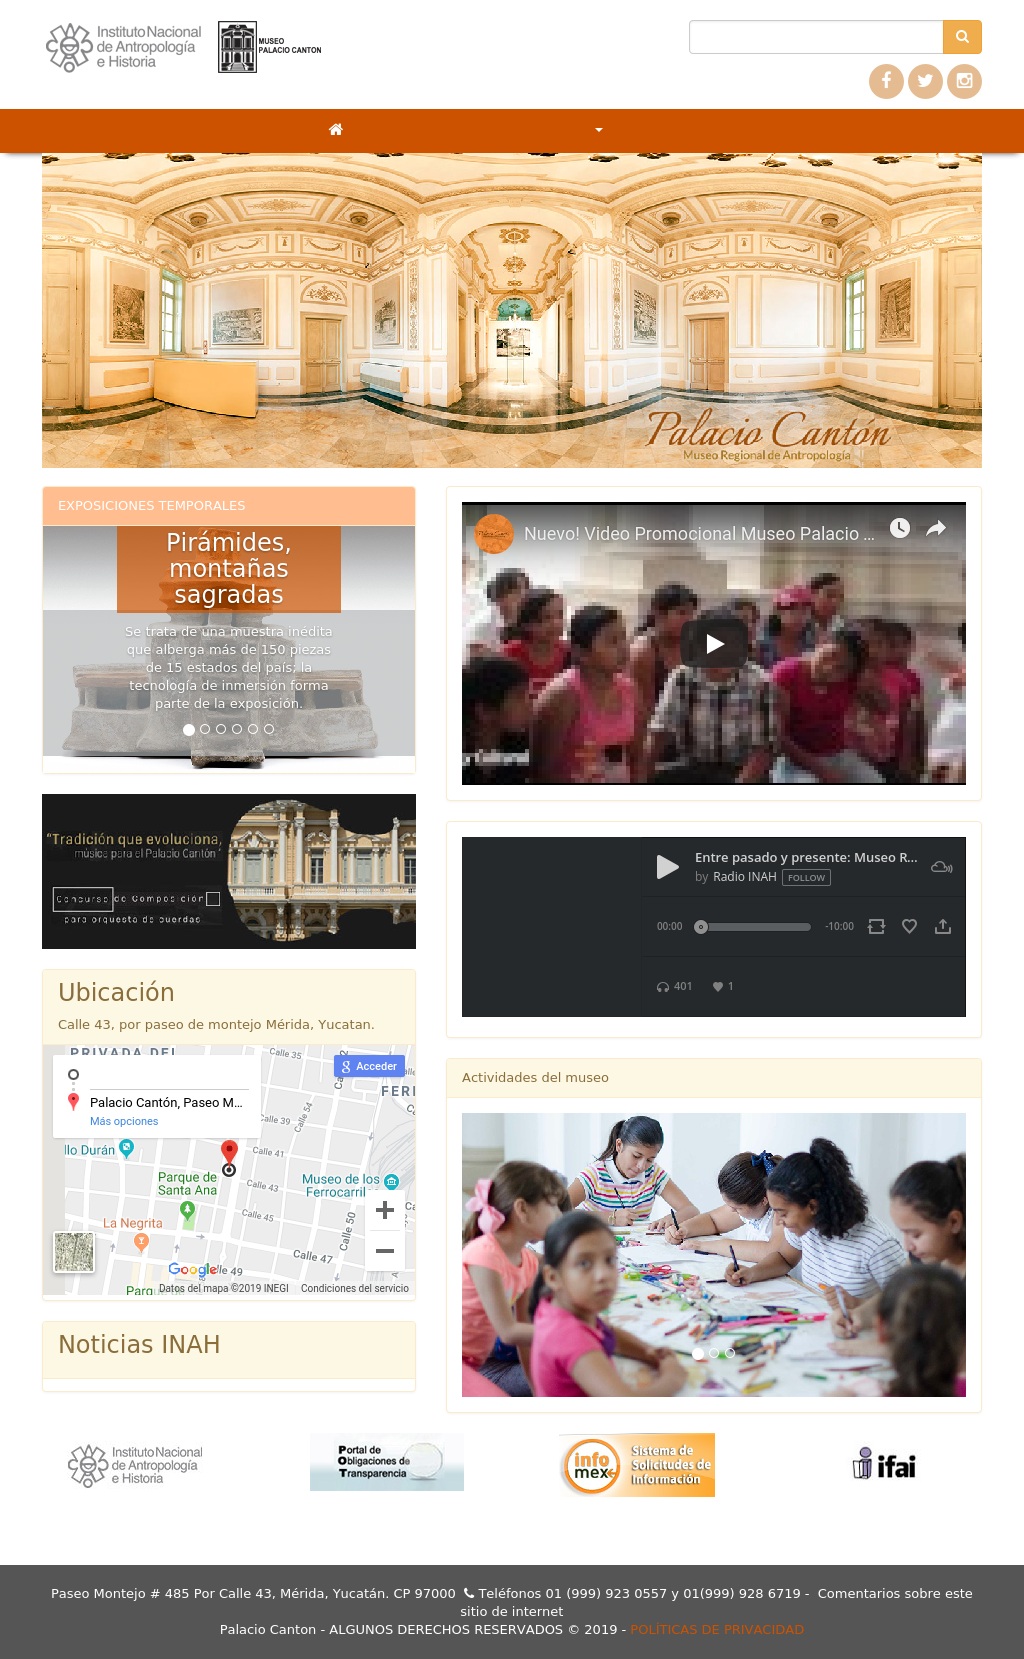 Instituto Nacional
de Antropología
e Historia
MUSEO
PALACIO CANTON
Palacio Cantón
Museo Regional de Antropología
EXPOSICIONES TEMPORALES
Pirámides,
montañas
sagradas
Se trata de una muestra inédita
que alberga más de 150 piezas
de 15 estados del país; la
tecnología de inmersión forma
parte de la exposición.
Nuevo! Video Promocional Museo Palacio ...
"Tradición que evoluciona,
música para el Palacio Cantón"
Concurso de Composición
para orquesta de cuerdas
Entre pasado y presente: Museo R...
by Radio INAH FOLLOW
00:00 -10:00
401 1
Ubicación
Calle 43, por paseo de montejo Mérida, Yucatan.
PRIVADA DEL
Calle 35
Acceder
Palacio Cantón, Paseo M...
Más opciones
FERR
Calle 54
Calle 39
llo Durán
Calle 41
Parque de
Santa Ana
Calle 43
Museo de los
Ferrocarril
La Negrita
Calle 45
Calle 50
Calle 47
Google
Calle 49
Datos del mapa ©2019 INEGI Condiciones del servicio
Actividades del museo
Noticias INAH
Instituto Nacional
de Antropología
e Historia
Portal de
Obligaciones de
Transparencia
info
mex
Sistema de
Solicitudes de
Información
ifai
Paseo Montejo # 485 Por Calle 43, Mérida, Yucatán. CP 97000 Teléfonos 01 (999) 923 0557 y 01(999) 928 6719 - Comentarios sobre este
sitio de internet
Palacio Canton - ALGUNOS DERECHOS RESERVADOS © 2019 - POLÍTICAS DE PRIVACIDAD